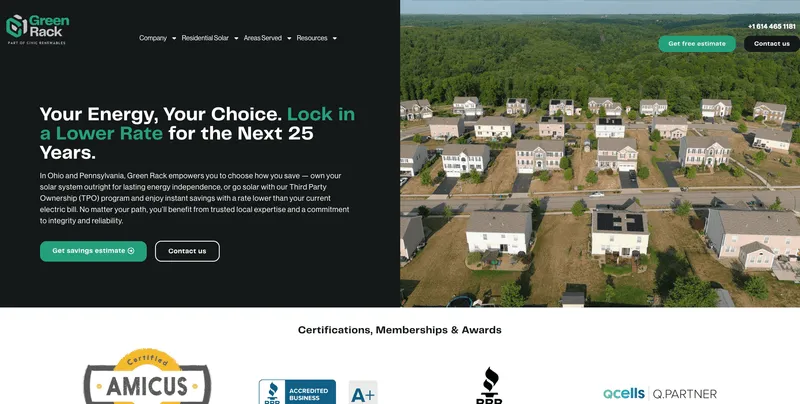 Green
Rack
PART OF CIVIC RENEWABLES
Company
Residential Solar
Areas Served
Resources
+1 614 465 1181
Get free estimate
Contact us
Your Energy, Your Choice. Lock in
a Lower Rate for the Next 25
Years.
In Ohio and Pennsylvania, Green Rack empowers you to choose how you save — own your
solar system outright for lasting energy independence, or go solar with our Third Party
Ownership (TPO) program and enjoy instant savings with a rate lower than your current
electric bill. No matter your path, you'll benefit from trusted local expertise and a commitment
to integrity and reliability.
Get savings estimate
Contact us
Certifications, Memberships & Awards
Certified
AMICUS
ACCREDITED
BUSINESS
A+
BBB
BBB
qcells | Q.PARTNER